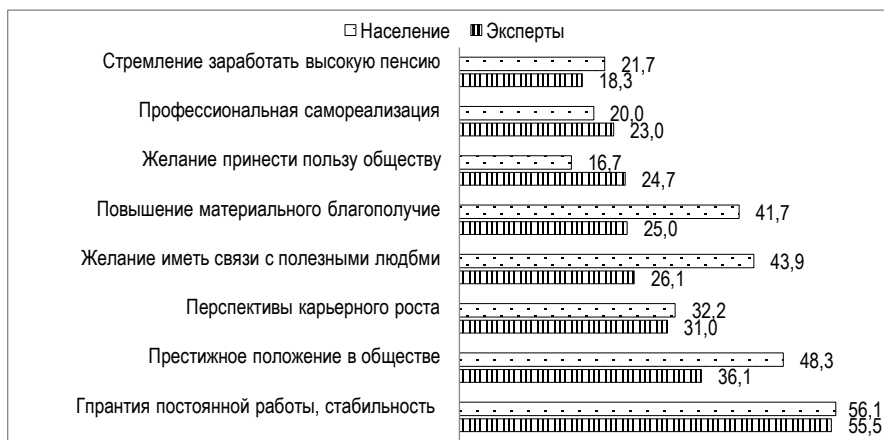 Население Эксперты
Стремление заработать высокую пенсию 21,7
18,3
Профессиональная самореализация 20,0
23,0
Желание принести пользу обществу 16,7
24,7
Повышение материального благополучие 41,7
25,0
Желание иметь связи с полезными людбми 43,9
26,1
Перспективы карьерного роста 32,2
31,0
Престижное положение в обществе 48,3
36,1
Гпрантия постоянной работы, стабильность 56,1
55,5